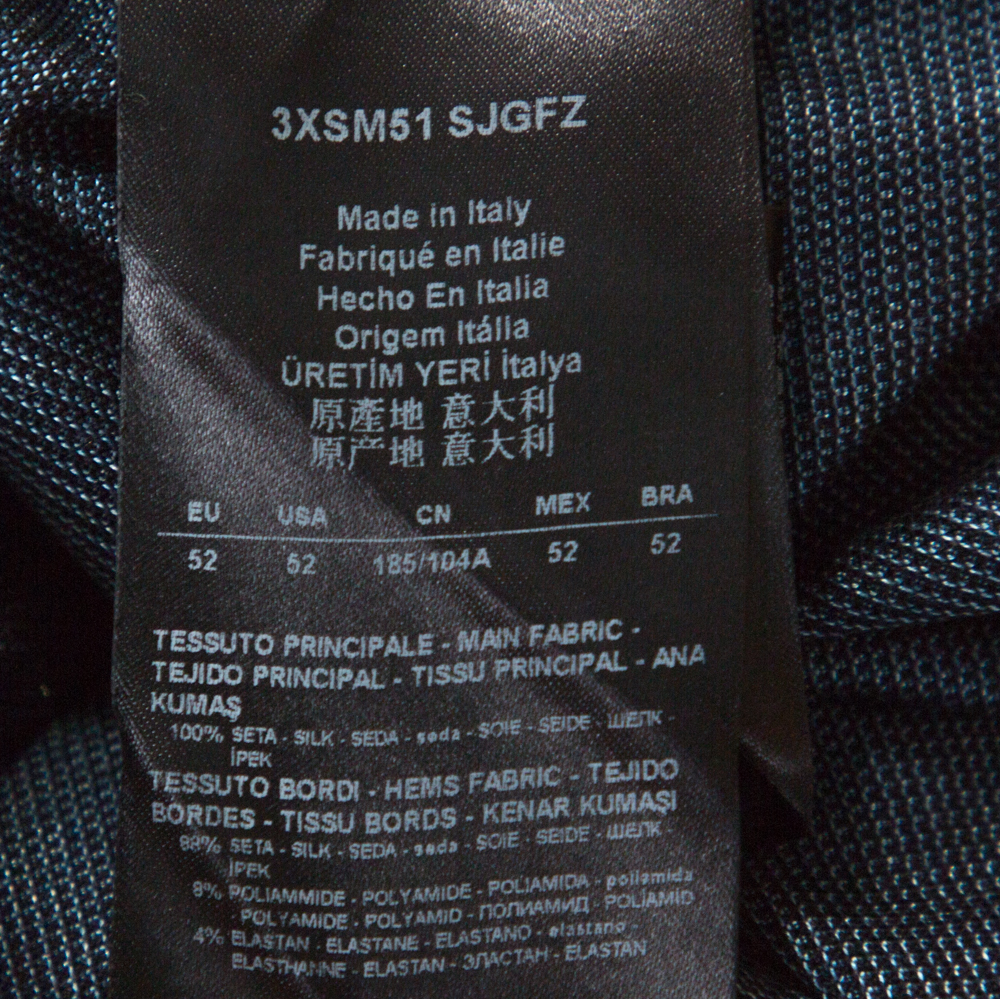 3XSM51 SJGFZ
Made in Italy
Fabriqué en Italie
Hecho En Italia
Origem Itália
ÜRETİM YERİ İtalya
原產地 意大利
原产地 意大利
EU USA CN MEX BRA
52 52 185/104A 52 52
TESSUTO PRINCIPALE - MAIN FABRIC -
TEJIDO PRINCIPAL - TISSU PRINCIPAL - ANA
KUMAŞ
100% SETA - SILK - SEDA - seda - SOIE - SEIDE - ШЕЛК -
İPEK
TESSUTO BORDI - HEMS FABRIC - TEJIDO
BORDES - TISSU BORDS - KENAR KUMAŞI
88% SETA - SILK - SEDA - seda - SOIE - SEIDE - ШЕЛК -
İPEK
8% POLIAMMIDE - POLYAMIDE - POLIAMIDA - poliamida
POLYAMIDE - POLYAMID - ПОЛИАМИД POLİAMİD
4% ELASTAN - ELASTANE - ELASTANO - elastano -
ELASTHANNE - ELASTAN - ЭЛАСТАН - ELASTAN